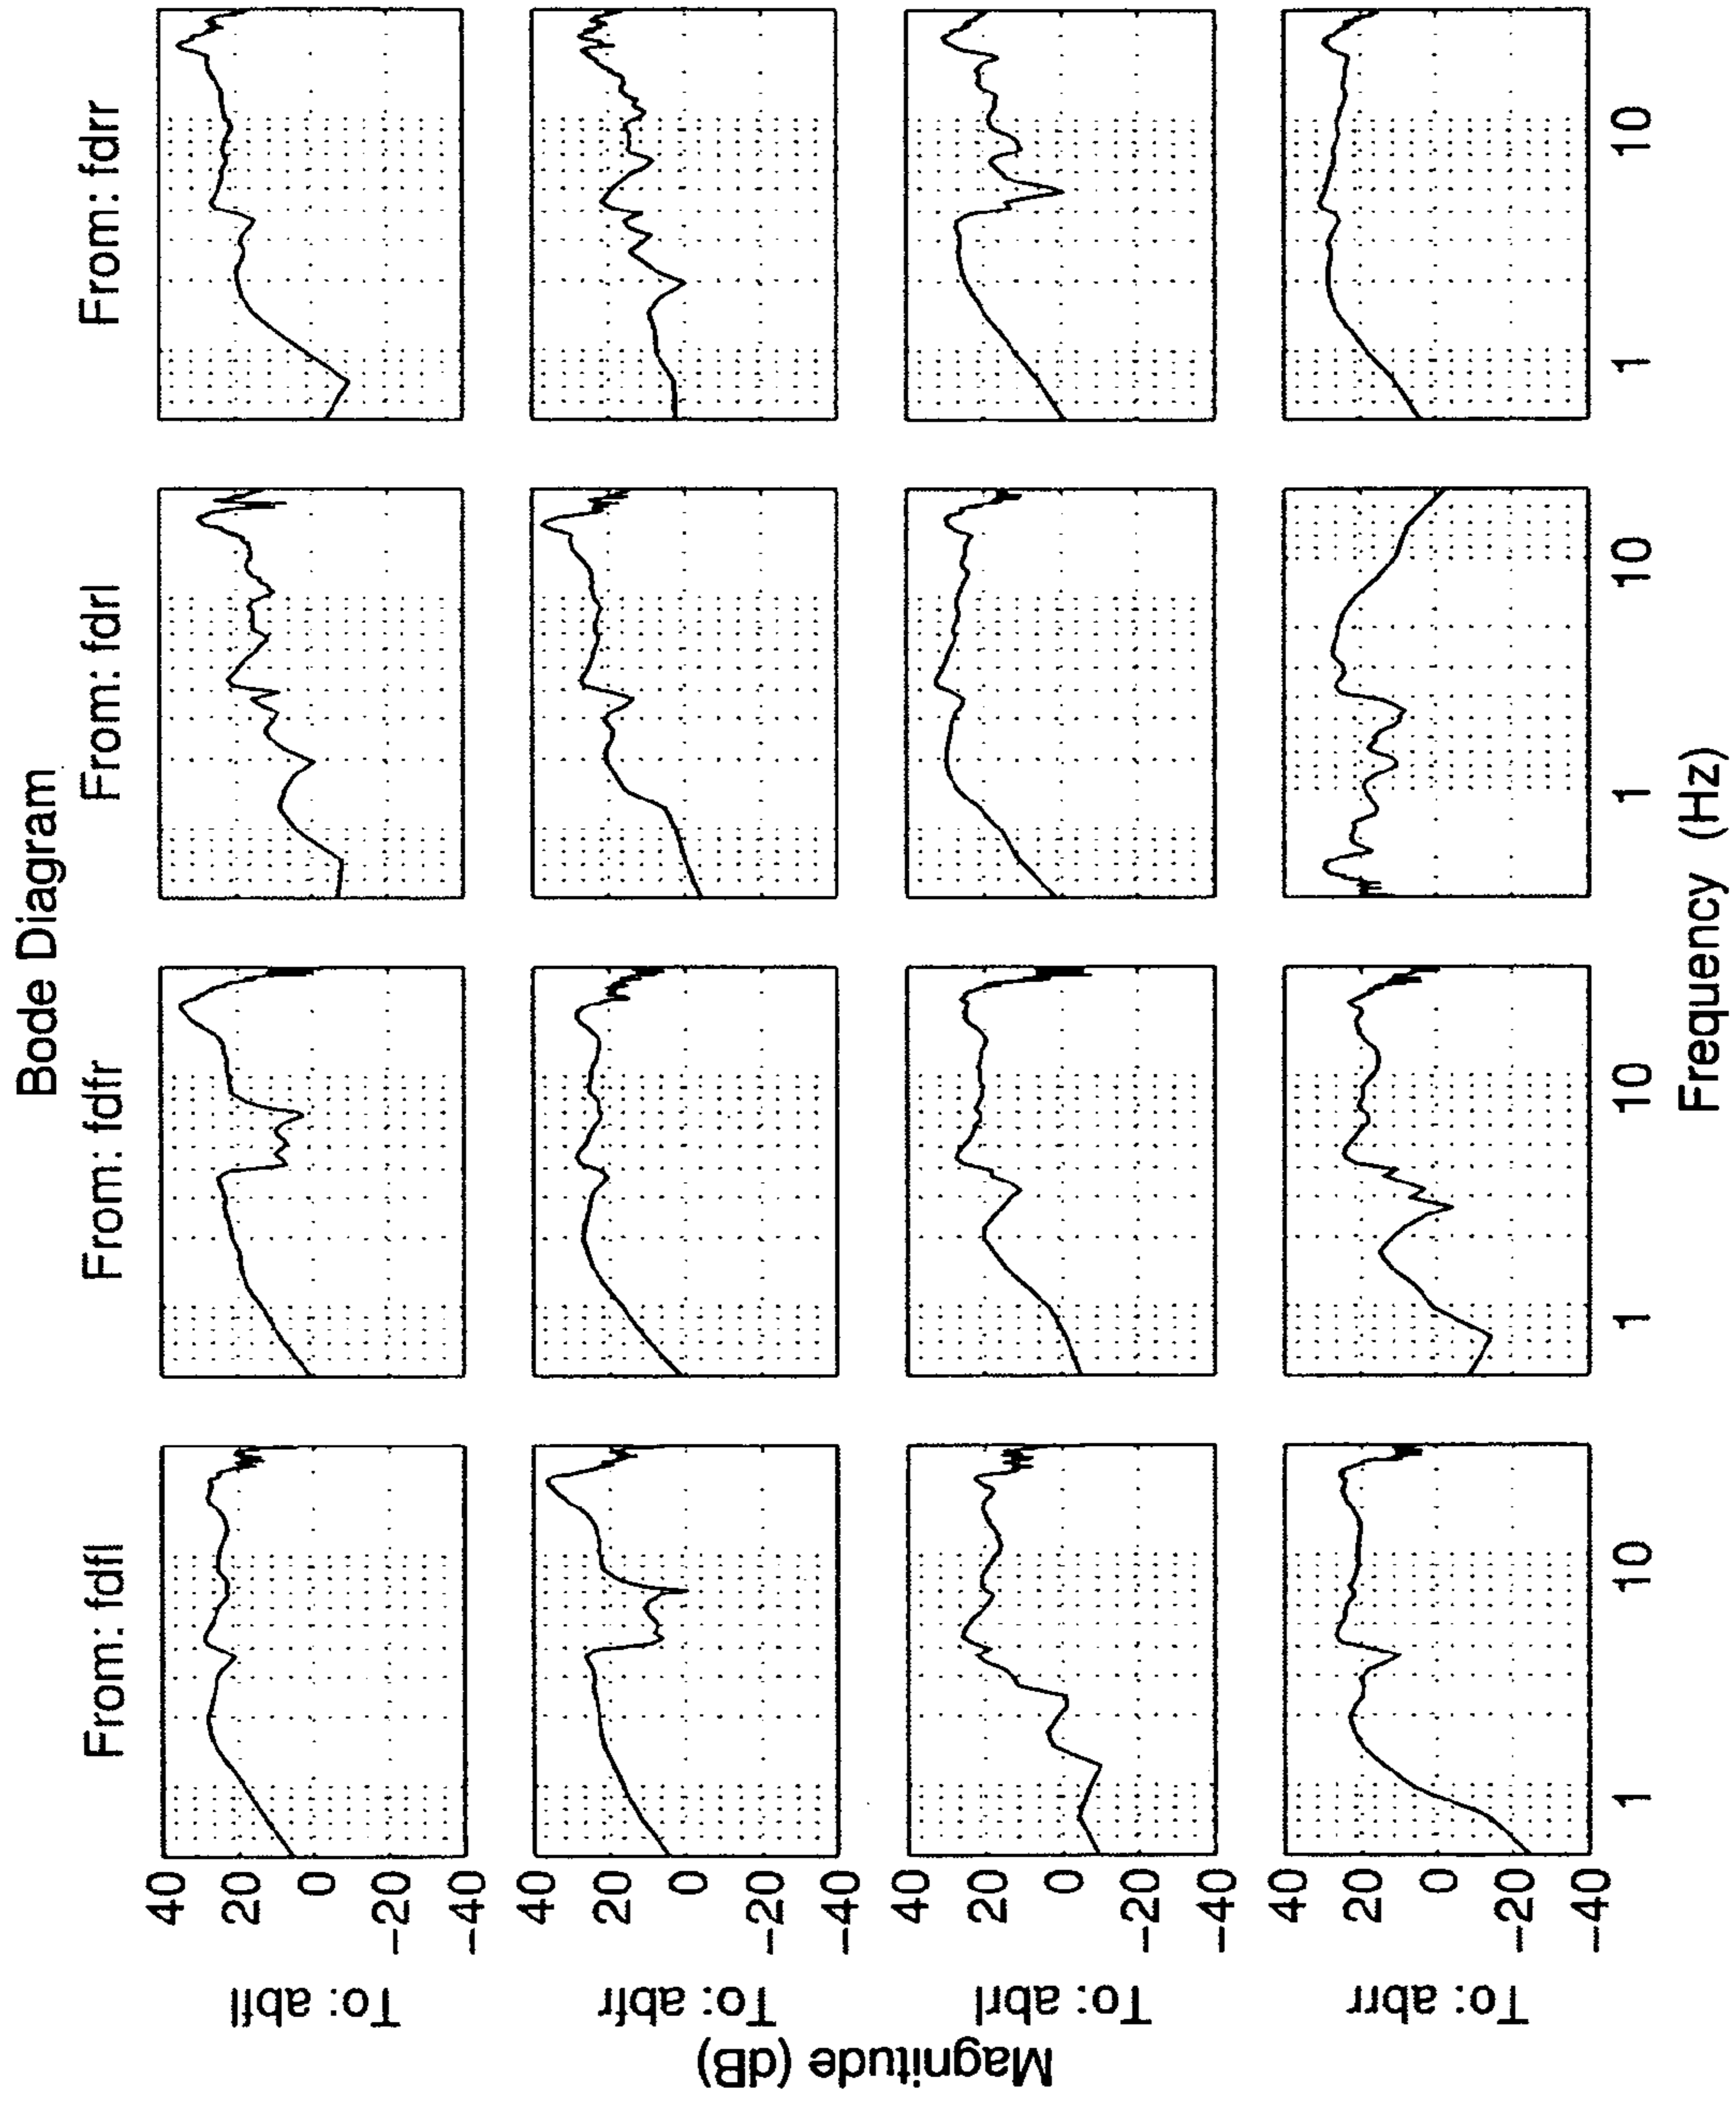 Bode Diagram
From: fdfl
From: fdfr
From: fdrl
From: fdrr
Magnitude (dB)
To: abfl
40
20
0
-20
-40
To: abfr
40
20
0
-20
-40
To: abrl
40
20
0
-20
-40
To: abrr
40
20
0
-20
-40
1
10
1
10
1
10
1
10
Frequency (Hz)